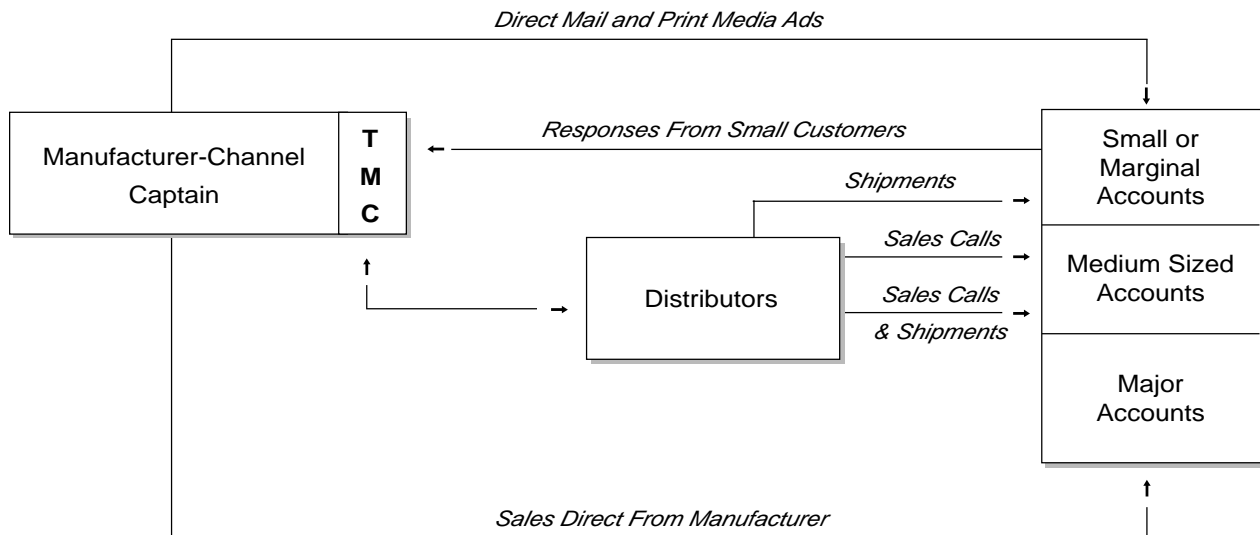 Direct Mail and Print Media Ads
Manufacturer-Channel
Captain
T
M
C
Responses From Small Customers
Small or
Marginal
Accounts
Shipments
Sales Calls
Medium Sized
Accounts
Distributors
Sales Calls
& Shipments
Major
Accounts
Sales Direct From Manufacturer